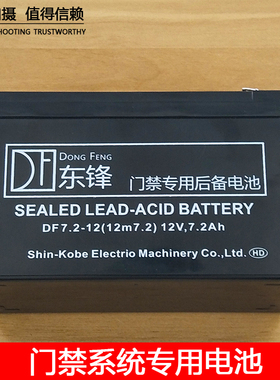 摄 值得信赖
SHOOTING TRUSTWORTHY
DF
DONG FENG
东锋
门禁专用后备电池
SEALED LEAD-ACID BATTERY
DF7.2-12(12m7.2) 12V,7.2Ah
Shin-Kobe Electrio Machinery Co.,Ltd. HD
门禁系统专用电池